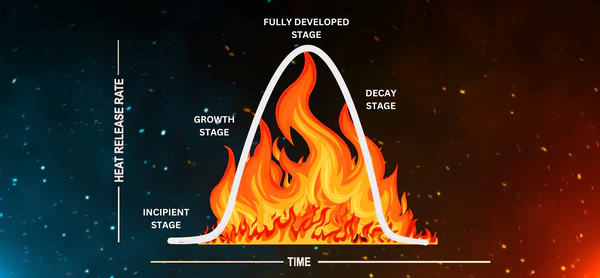 FULLY DEVELOPED
STAGE
DECAY
STAGE
GROWTH
STAGE
INCIPIENT
STAGE
HEAT RELEASE RATE
TIME